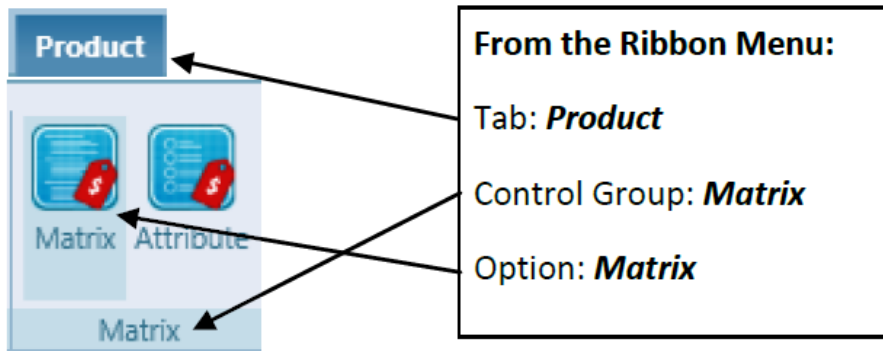 Product
Matrix Attribute
Matrix
From the Ribbon Menu:
Tab: Product
Control Group: Matrix
Option: Matrix